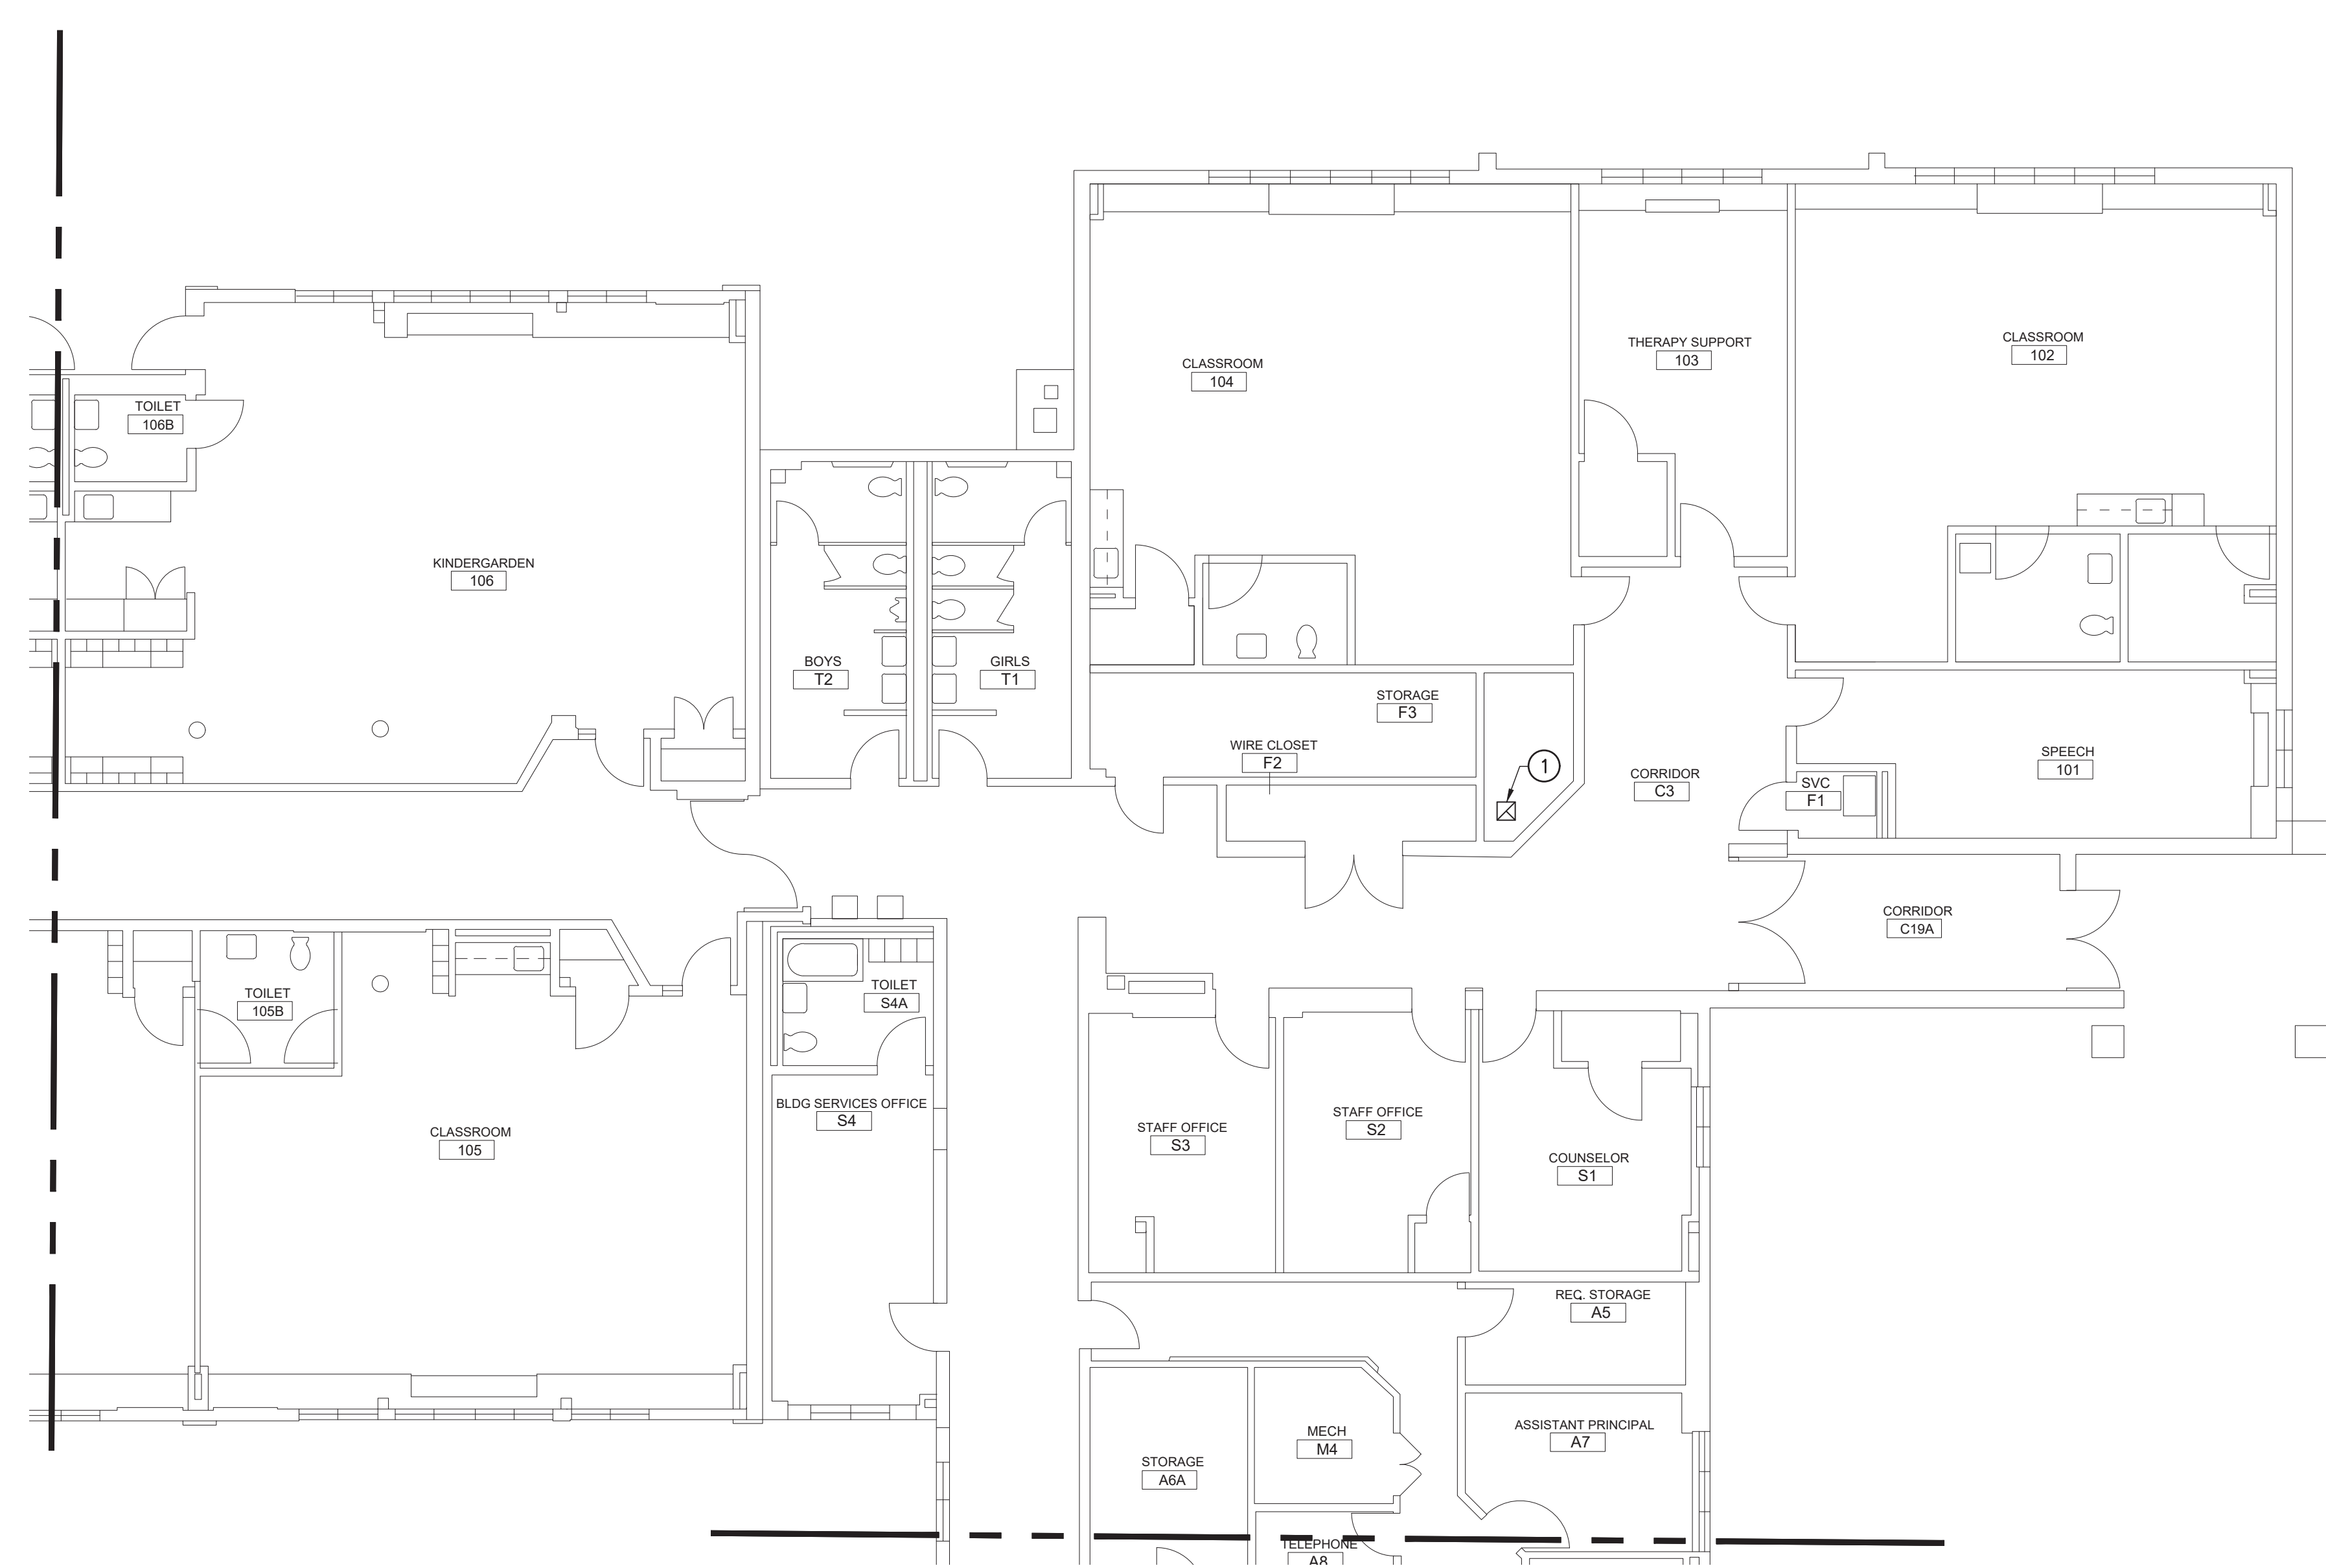 THERAPY SUPPORT
103
CLASSROOM
102
CLASSROOM
104
TOILET
106B
KINDERGARDEN
106
BOYS
T2
GIRLS
T1
STORAGE
F3
WIRE CLOSET
F2
1
CORRIDOR
C3
SPEECH
101
SVC
F1
CORRIDOR
C19A
TOILET
105B
TOILET
S4A
BLDG SERVICES OFFICE
S4
CLASSROOM
105
STAFF OFFICE
S3
STAFF OFFICE
S2
COUNSELOR
S1
REC. STORAGE
A5
ASSISTANT PRINCIPAL
A7
MECH
M4
STORAGE
A6A
TELEPHONE
A8